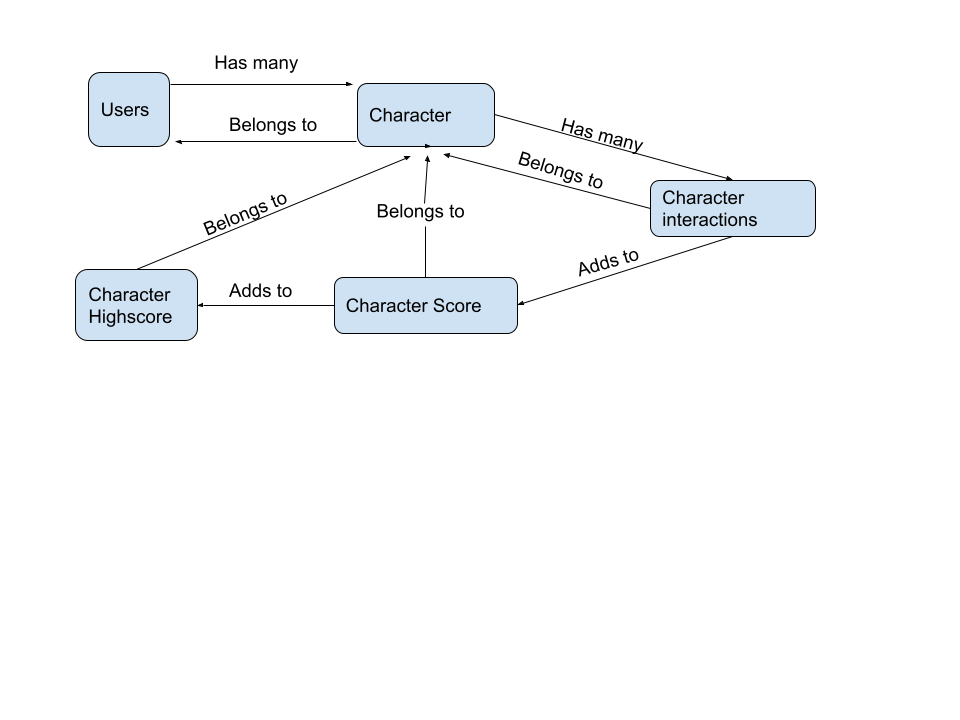 Has many
Users
Character
Belongs to
Has many
Belongs to
Character
interactions
Belongs to
Belongs to
Adds to
Character
Highscore
Adds to
Character Score